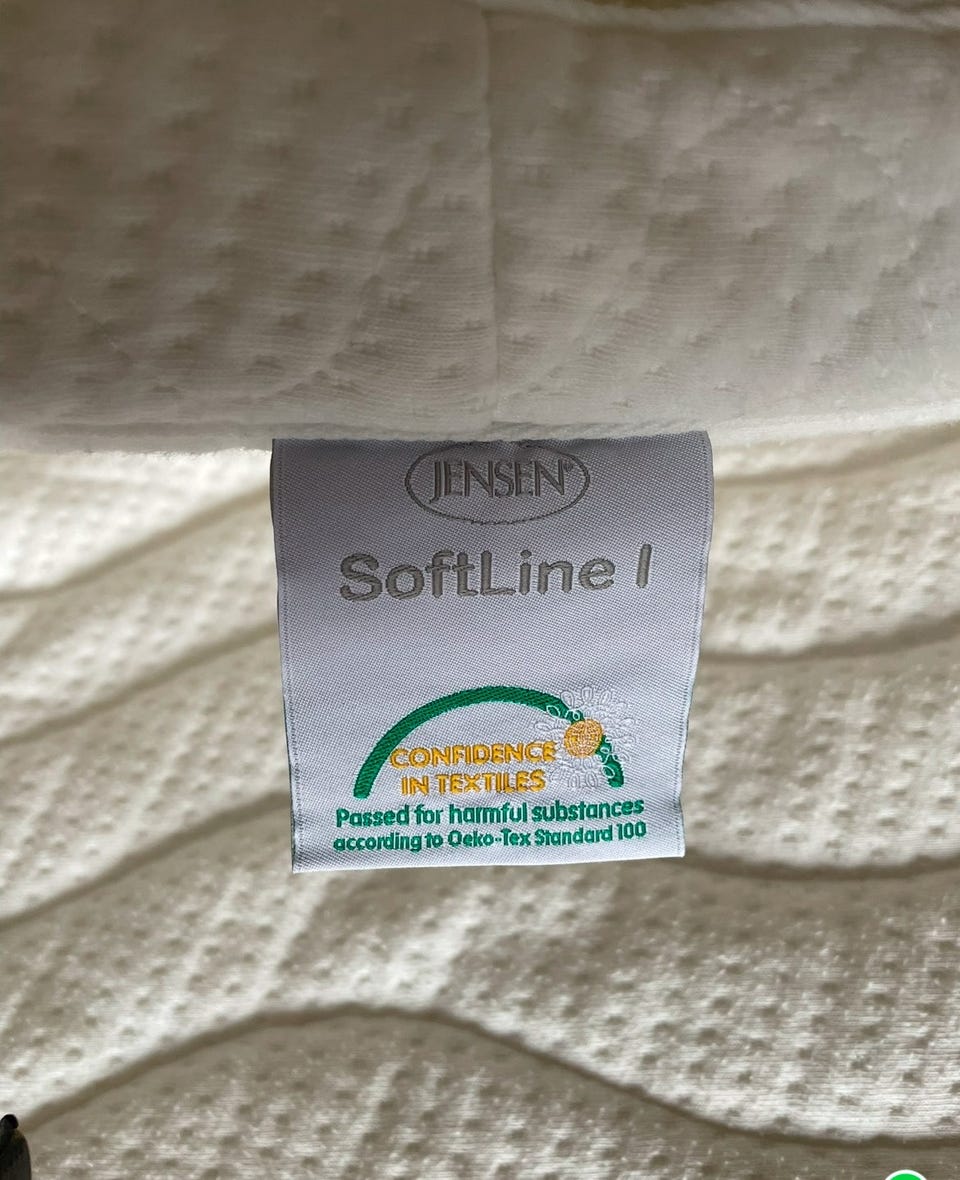 JENSEN®
SoftLine I
CONFIDENCE
IN TEXTILES
Passed for harmful substances
according to Oeko-Tex Standard 100